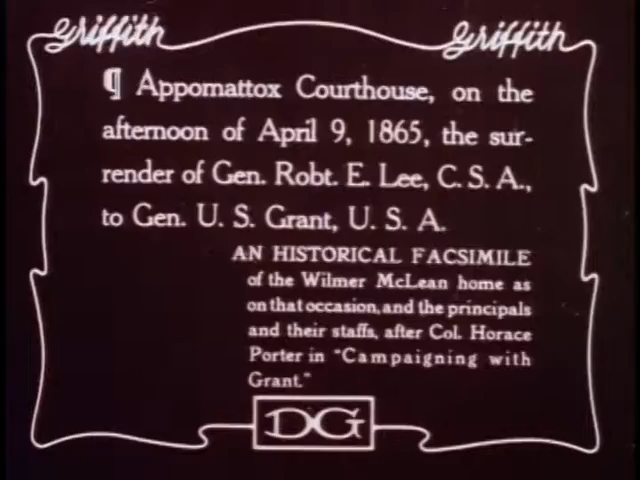 Griffith Griffith
¶ Appomattox Courthouse, on the
afternoon of April 9, 1865, the sur-
render of Gen. Robt. E. Lee, C. S. A.,
to Gen. U. S. Grant, U. S. A.
AN HISTORICAL FACSIMILE
of the Wilmer McLean home as
on that occasion, and the principals
and their staffs, after Col. Horace
Porter in "Campaigning with
Grant."
DG